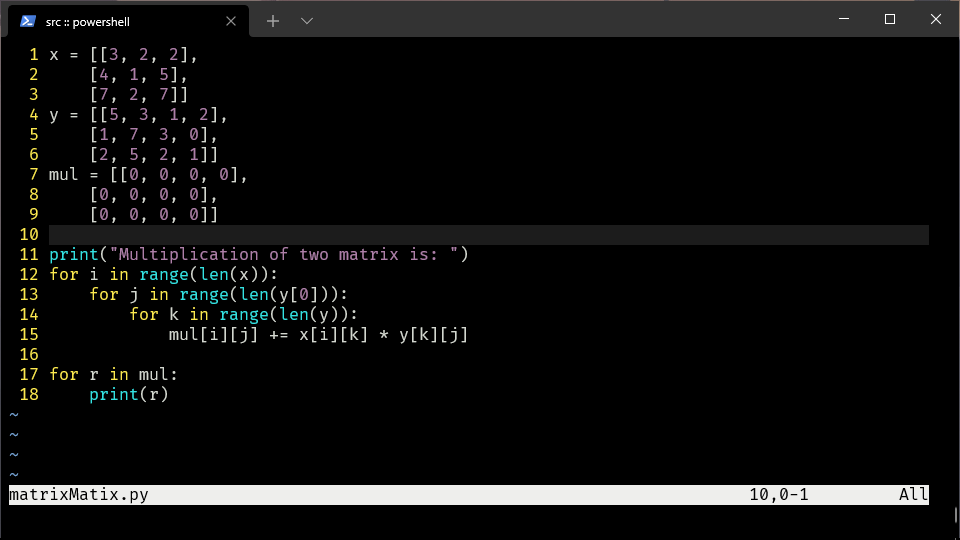 src :: powershell
1 x = [[3, 2, 2],
2     [4, 1, 5],
3     [7, 2, 7]]
4 y = [[5, 3, 1, 2],
5     [1, 7, 3, 0],
6     [2, 5, 2, 1]]
7 mul = [[0, 0, 0, 0],
8     [0, 0, 0, 0],
9     [0, 0, 0, 0]]
10
11 print("Multiplication of two matrix is: ")
12 for i in range(len(x)):
13     for j in range(len(y[0])):
14         for k in range(len(y)):
15             mul[i][j] += x[i][k] * y[k][j]
16
17 for r in mul:
18     print(r)
~
~
~
~
matrixMatix.py 10,0-1 All